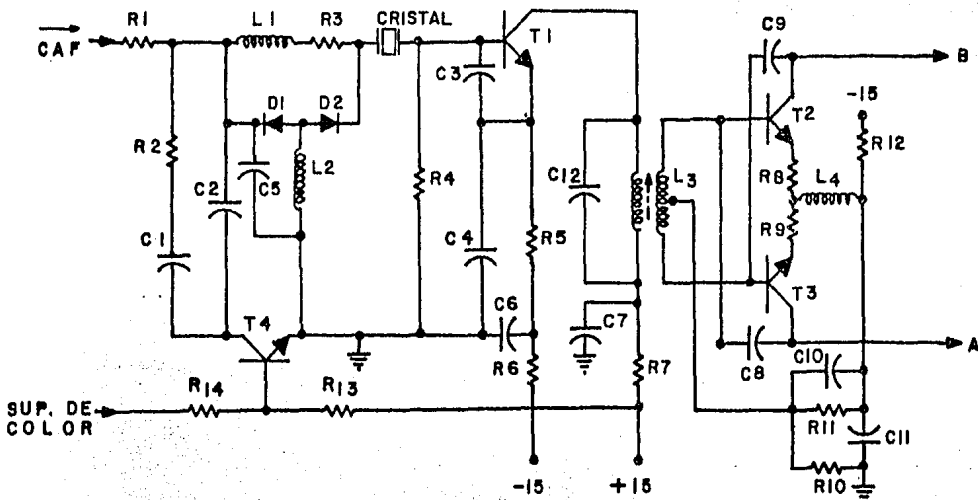 CAF
R1
L1
R3
CRISTAL
T1
C9
B
C3
D1
D2
T2
-15
R12
R2
C2
C5
L2
R4
C12
L3
R8
L4
R9
C1
C4
R5
T3
T4
C6
C7
A
R6
R7
C8
C10
R14
R13
R11
C11
SUP. DE
COLOR
R10
-15
+15